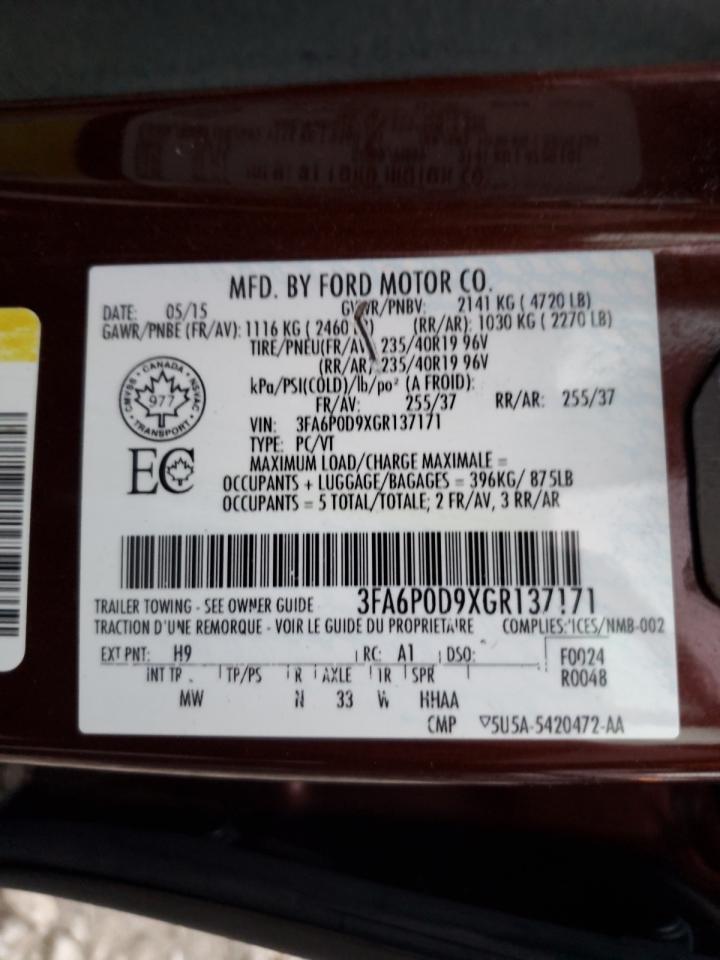 MFD. BY FORD MOTOR CO.
DATE: 05/15 GVWR/PNBV: 2141 KG ( 4720 LB)
GAWR/PNBE (FR/AV): 1116 KG ( 2460 LB) (RR/AR): 1030 KG ( 2270 LB)
TIRE/PNEU(FR/AV) 235/40R19 96V
(RR/AR) 235/40R19 96V
kPa/PSI(COLD)/lb/po² (A FROID):
FR/AV: 255/37 RR/AR: 255/37
VIN: 3FA6P0D9XGR137171
TYPE: PC/VT
MAXIMUM LOAD/CHARGE MAXIMALE =
OCCUPANTS + LUGGAGE/BAGAGES = 396KG/ 875LB
OCCUPANTS = 5 TOTAL/TOTALE; 2 FR/AV, 3 RR/AR
CANADA
CMVSS NSVAC
977
TRANSPORT
EC
3FA6P0D9XGR137171
TRAILER TOWING - SEE OWNER GUIDE
TRACTION D'UNE REMORQUE - VOIR LE GUIDE DU PROPRIETAIRE COMPLIES: ICES/NMB-002
EXT PNT: H9 RC: A1 DSO: F0024
INT TR TP/PS R AXLE TR SPR R0048
MW N 33 W HHAA
CMP ▽5U5A-5420472-AA